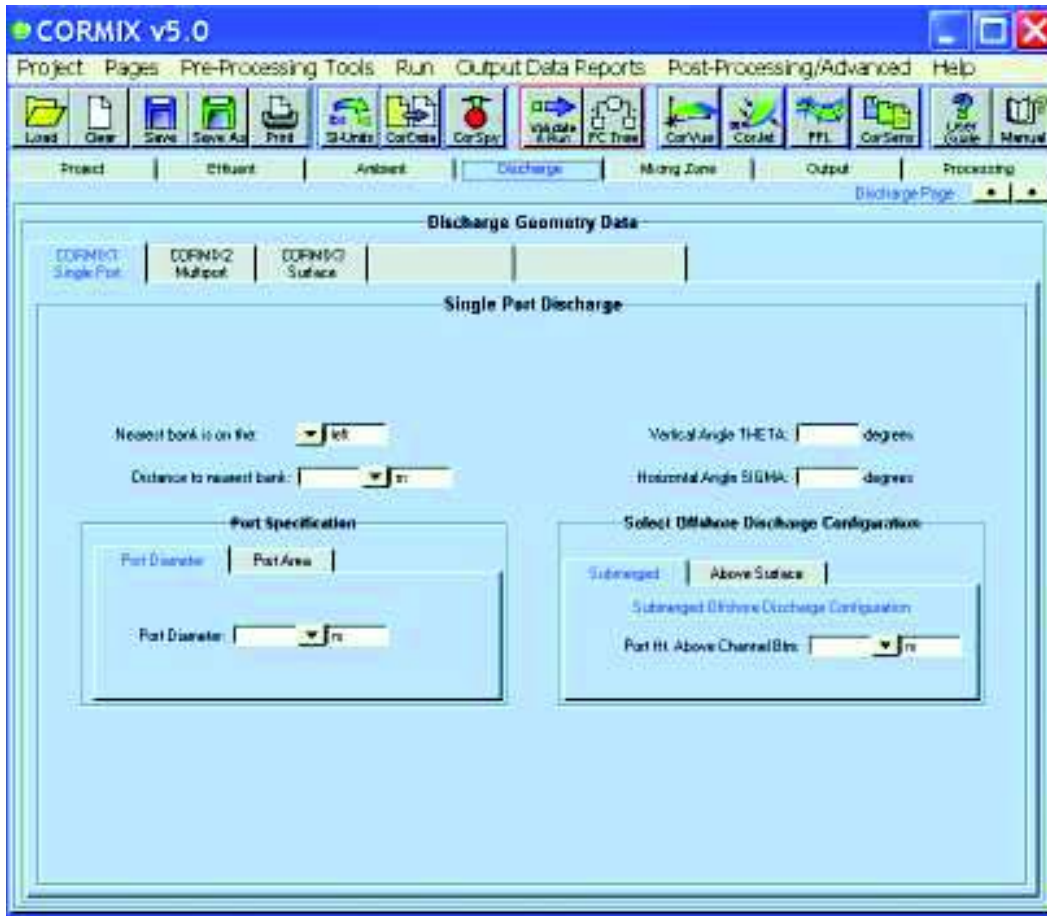 CORMIX v5.0
Project Pages Pre-Processing Tools Run Output Data Reports Post-Processing/Advanced Help
Load Clear Save Save As Print SI-Units CorData CorSpy Validate & Run FC Tree CorVue CorJet FFL CorSens User Guide Manual
Project Effluent Ambient Discharge Mixing Zone Output Processing
Discharge Page
Discharge Geometry Data
CORMIX1 Single Port CORMIX2 Multiport CORMIX3 Surface
Single Port Discharge
Nearest bank is on the: left Vertical Angle THETA: degrees
Distance to nearest bank: m Horizontal Angle SIGMA: degrees
Port Specification Select Offshore Discharge Configuration
Port Diameter Port Area Submerged Above Surface
Submerged Offshore Discharge Configuration
Port Diameter: m Port Ht. Above Channel Btm: m